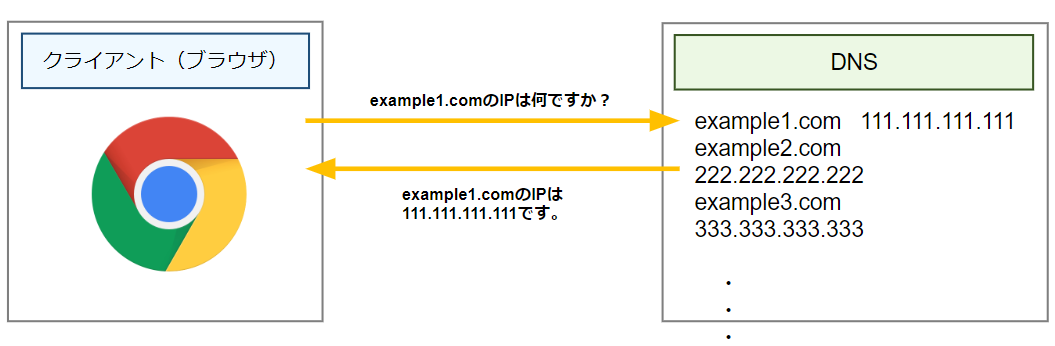 クライアント（ブラウザ）
example1.comのIPは何ですか？
example1.comのIPは
111.111.111.111です。
DNS
example1.com 111.111.111.111
example2.com
222.222.222.222
example3.com
333.333.333.333
・
・
・